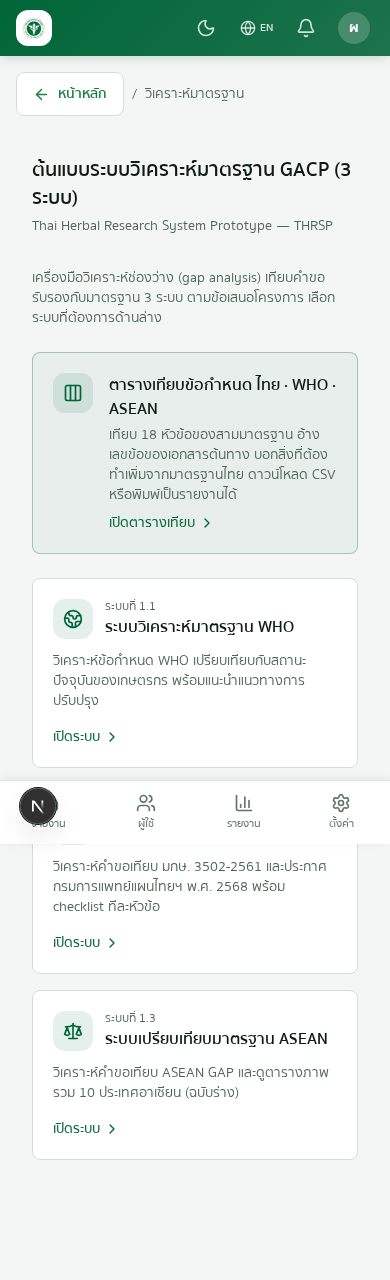 EN
พ
หน้าหลัก / วิเคราะห์มาตรฐาน
ต้นแบบระบบวิเคราะห์มาตรฐาน GACP (3
ระบบ)
Thai Herbal Research System Prototype — THRSP
เครื่องมือวิเคราะห์ช่องว่าง (gap analysis) เทียบคำขอ
รับรองกับมาตรฐาน 3 ระบบ ตามข้อเสนอโครงการ เลือก
ระบบที่ต้องการด้านล่าง
ตารางเทียบข้อกำหนด ไทย · WHO ·
ASEAN
เทียบ 18 หัวข้อของสามมาตรฐาน อ้าง
เลขข้อของเอกสารต้นทาง บอกสิ่งที่ต้อง
ทำเพิ่มจากมาตรฐานไทย ดาวน์โหลด CSV
หรือพิมพ์เป็นรายงานได้
เปิดตารางเทียบ
ระบบที่ 1.1
ระบบวิเคราะห์มาตรฐาน WHO
วิเคราะห์ข้อกำหนด WHO เปรียบเทียบกับสถานะ
ปัจจุบันของเกษตรกร พร้อมแนะนำแนวทางการ
ปรับปรุง
เปิดระบบ
N
ผู้ใช้
รายงาน
ตั้งค่า
วิเคราะห์คำขอเทียบ มกษ. 3502-2561 และประกาศ
กรมการแพทย์แผนไทยฯ พ.ศ. 2568 พร้อม
checklist ทีละหัวข้อ
เปิดระบบ
ระบบที่ 1.3
ระบบเปรียบเทียบมาตรฐาน ASEAN
วิเคราะห์คำขอเทียบ ASEAN GAP และดูตารางภาพ
รวม 10 ประเทศอาเซียน (ฉบับร่าง)
เปิดระบบ